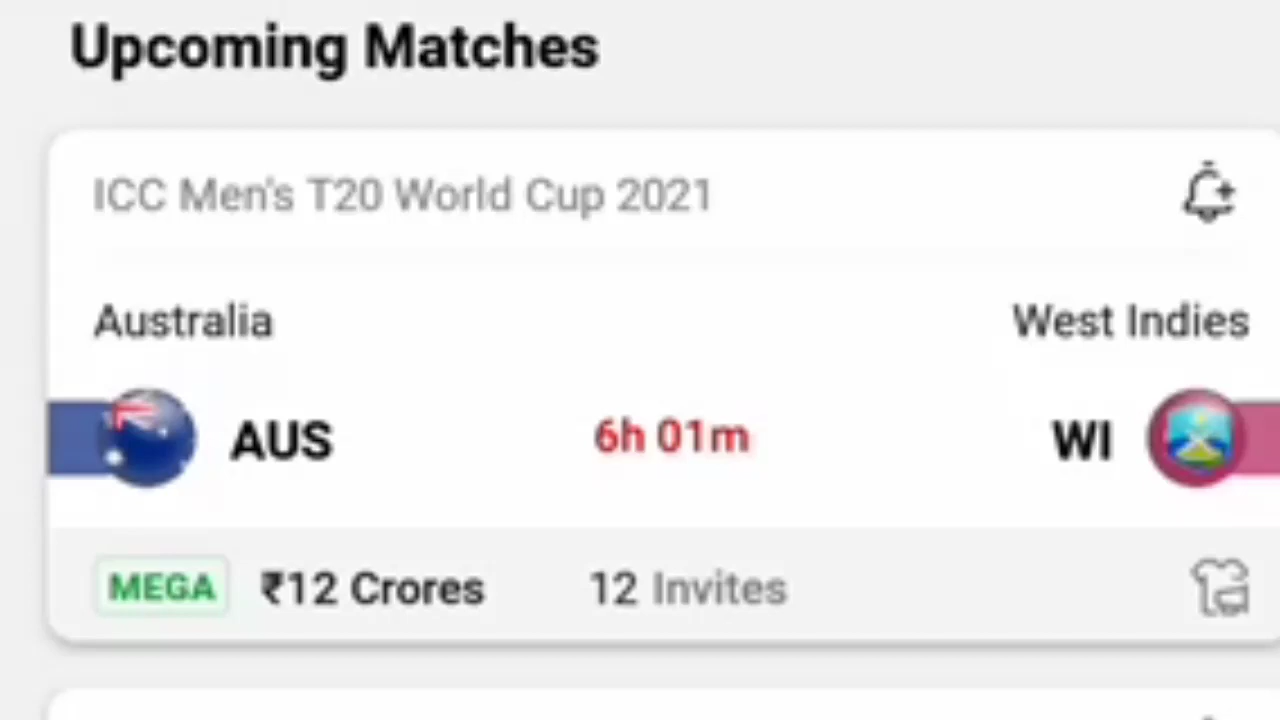 Upcoming Matches
ICC Men's T20 World Cup 2021
Australia West Indies
AUS 6h 01m WI
MEGA ₹12 Crores 12 Invites